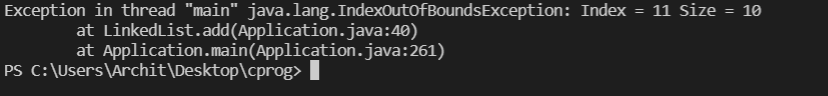 Exception in thread "main" java.lang.IndexOutOfBoundsException: Index = 11 Size = 10
        at LinkedList.add(Application.java:40)
        at Application.main(Application.java:261)
PS C:\Users\Archit\Desktop\cprog>